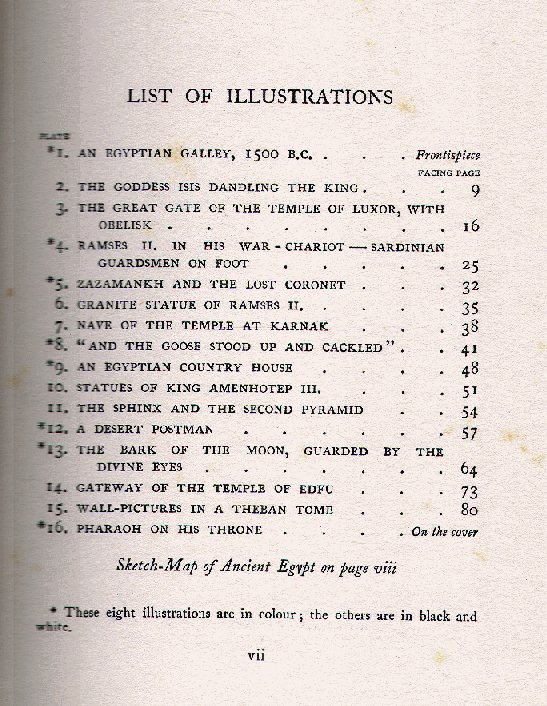 LIST OF ILLUSTRATIONS
PLATE
*1. AN EGYPTIAN GALLEY, 1500 B.C. . . . Frontispiece
FACING PAGE
2. THE GODDESS ISIS DANDLING THE KING . . . 9
3. THE GREAT GATE OF THE TEMPLE OF LUXOR, WITH
OBELISK . . . . . . . . 16
*4. RAMSES II. IN HIS WAR-CHARIOT—SARDINIAN
GUARDSMEN ON FOOT . . . . . 25
*5. ZAZAMANKH AND THE LOST CORONET . . . 32
6. GRANITE STATUE OF RAMSES II. . . . . 35
7. NAVE OF THE TEMPLE AT KARNAK . . . 38
*8. "AND THE GOOSE STOOD UP AND CACKLED" . . 41
*9. AN EGYPTIAN COUNTRY HOUSE . . . . 48
10. STATUES OF KING AMENHOTEP III. . . . 51
11. THE SPHINX AND THE SECOND PYRAMID . . 54
*12. A DESERT POSTMAN . . . . . . 57
*13. THE BARK OF THE MOON, GUARDED BY THE
DIVINE EYES . . . . . . . 64
14. GATEWAY OF THE TEMPLE OF EDFU . . . 73
15. WALL-PICTURES IN A THEBAN TOMB . . . 80
*16. PHARAOH ON HIS THRONE . . . . On the cover
Sketch-Map of Ancient Egypt on page viii
* These eight illustrations are in colour; the others are in black and
white.
vii